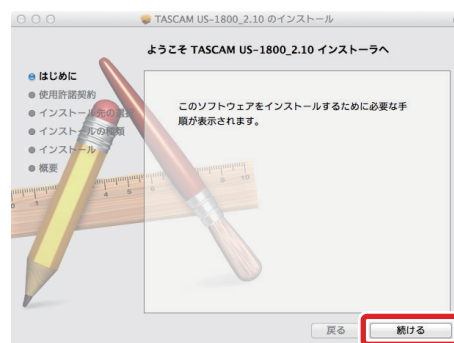 TASCAM US-1800_2.10 のインストール
ようこそ TASCAM US-1800_2.10 インストーラへ
はじめに
使用許諾契約
インストール先の選択
インストールの種類
インストール
概要
このソフトウェアをインストールするために必要な手
順が表示されます。
戻る
続ける